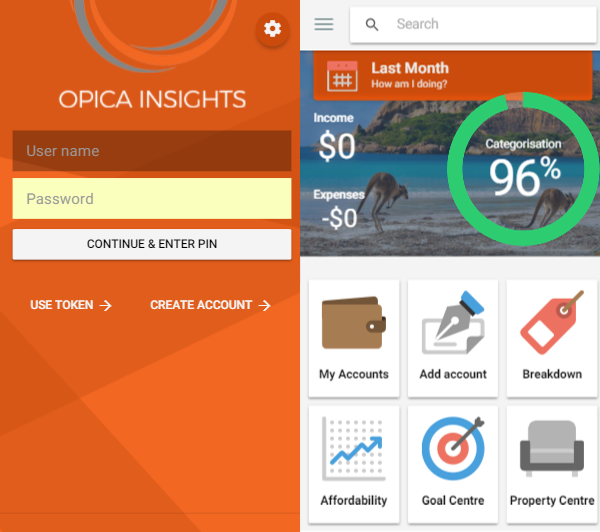 OPICA INSIGHTS
User name
Password
CONTINUE & ENTER PIN
USE TOKEN
CREATE ACCOUNT
Search
Last Month
How am I doing?
Income
$0
Expenses
-$0
Categorisation
96%
My Accounts
Add account
Breakdown
Affordability
Goal Centre
Property Centre